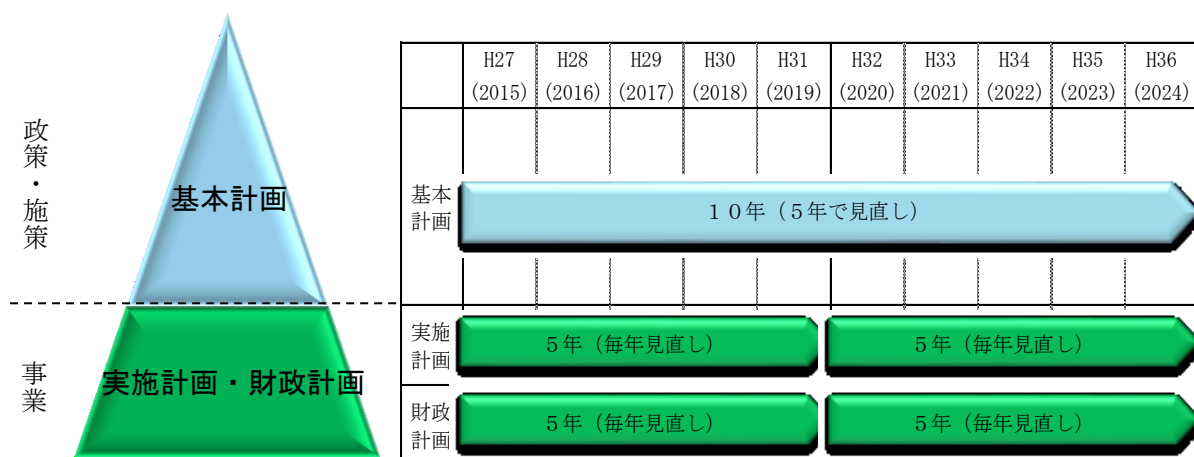 政策・施策
基本計画
事業
実施計画・財政計画
H27 H28 H29 H30 H31 H32 H33 H34 H35 H36
(2015) (2016) (2017) (2018) (2019) (2020) (2021) (2022) (2023) (2024)
基本
計画
１０年（５年で見直し）
実施
計画
５年（毎年見直し） ５年（毎年見直し）
財政
計画
５年（毎年見直し） ５年（毎年見直し）